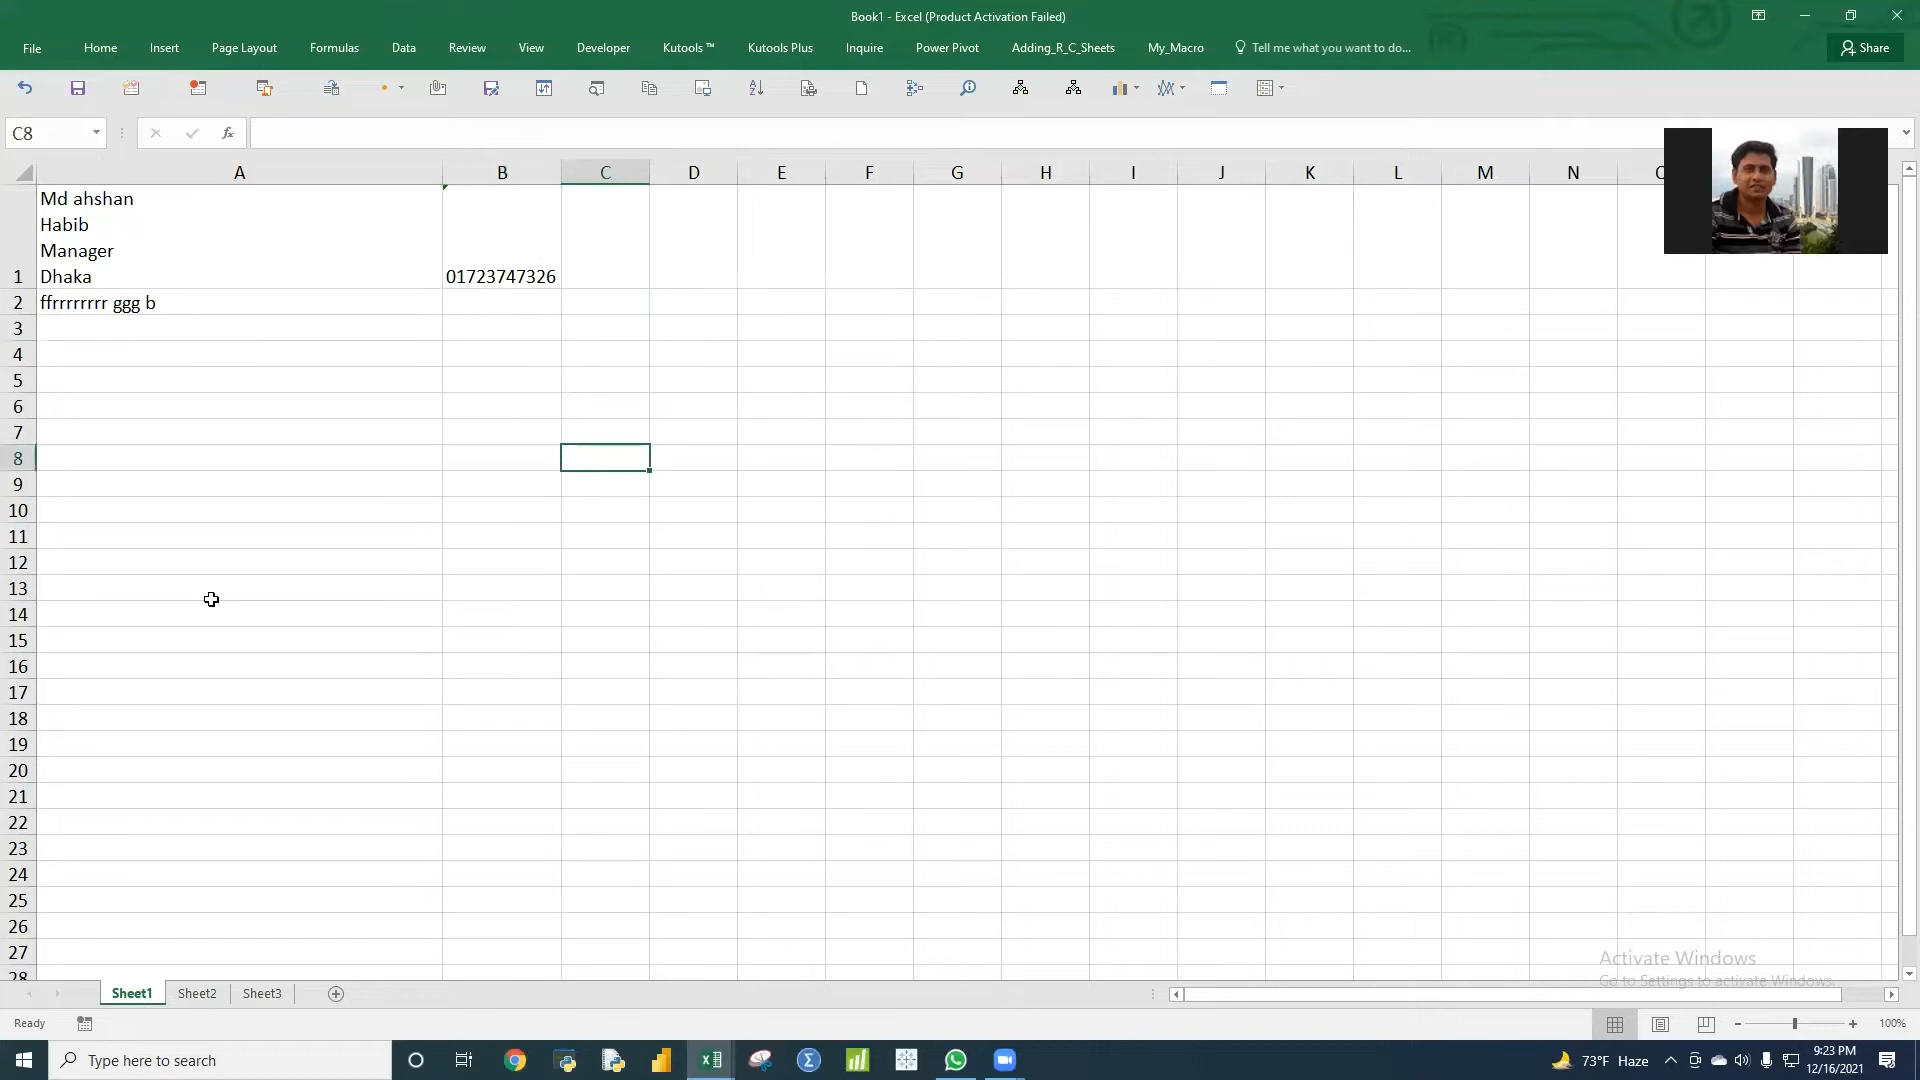 Book1 - Excel (Product Activation Failed)
File Home Insert Page Layout Formulas Data Review View Developer Kutools ™ Kutools Plus Inquire Power Pivot Adding_R_C_Sheets My_Macro Tell me what you want to do... Share
C8 fx
A B C D E F G H I J K L M N
Md ahshan
Habib
Manager
1 Dhaka 01723747326
2 ffrrrrrrrr ggg b
3
4
5
6
7
8
9
10
11
12
13
14
15
16
17
18
19
20
21
22
23
24
25
26
27
28
Activate Windows
Go to Settings to activate Windows.
Sheet1 Sheet2 Sheet3
Ready 100%
Type here to search 73°F Haze 9:23 PM
12/16/2021